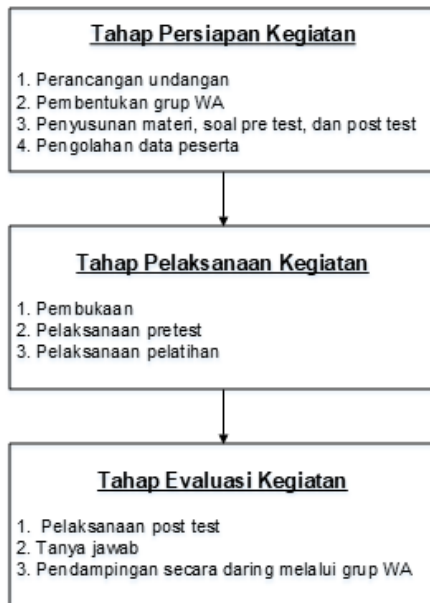 Tahap Persiapan Kegiatan
1. Perancangan undangan
2. Pembentukan grup WA
3. Penyusunan materi, soal pre test, dan post test
4. Pengolahan data peserta
Tahap Pelaksanaan Kegiatan
1. Pembukaan
2. Pelaksanaan pretest
3. Pelaksanaan pelatihan
Tahap Evaluasi Kegiatan
1. Pelaksanaan post test
2. Tanya jawab
3. Pendampingan secara daring melalui grup WA